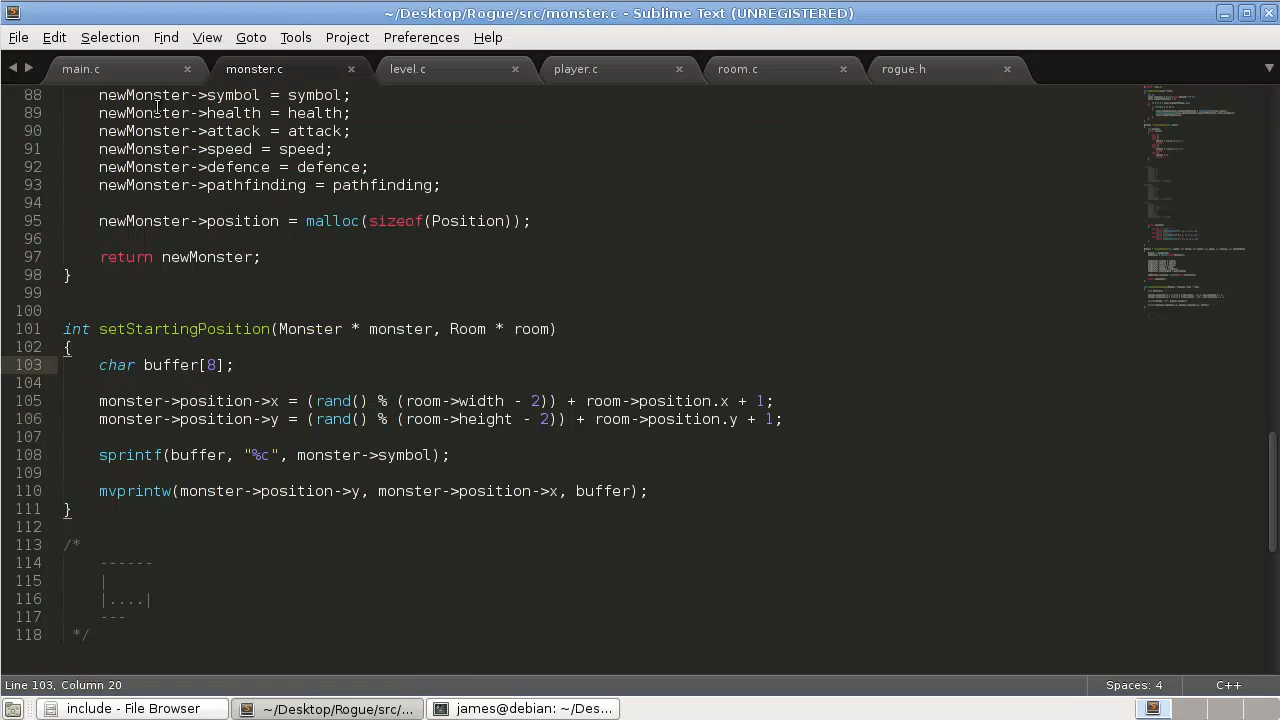 ~/Desktop/Rogue/src/monster.c - Sublime Text (UNREGISTERED)
File Edit Selection Find View Goto Tools Project Preferences Help
main.c × monster.c × level.c × player.c × room.c × rogue.h ×
88 newMonster->symbol = symbol;
89 newMonster->health = health;
90 newMonster->attack = attack;
91 newMonster->speed = speed;
92 newMonster->defence = defence;
93 newMonster->pathfinding = pathfinding;
94
95 newMonster->position = malloc(sizeof(Position));
96
97 return newMonster;
98 }
99
100
101 int setStartingPosition(Monster * monster, Room * room)
102 {
103 char buffer[8];
104
105 monster->position->x = (rand() % (room->width - 2)) + room->position.x + 1;
106 monster->position->y = (rand() % (room->height - 2)) + room->position.y + 1;
107
108 sprintf(buffer, "%c", monster->symbol);
109
110 mvprintw(monster->position->y, monster->position->x, buffer);
111 }
112
113 /*
114 ------
115 |
116 |....|
117 ---
118 */
Line 103, Column 20 Spaces: 4 C++
include - File Browser ~/Desktop/Rogue/src/... james@debian: ~/Des...